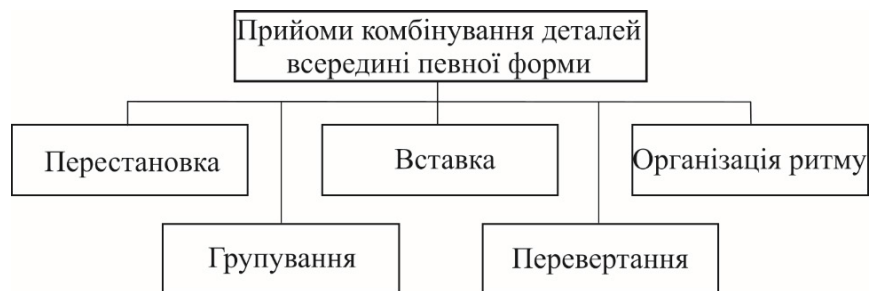 Прийоми комбінування деталей
всередині певної форми
Перестановка
Вставка
Організація ритму
Групування
Перевертання